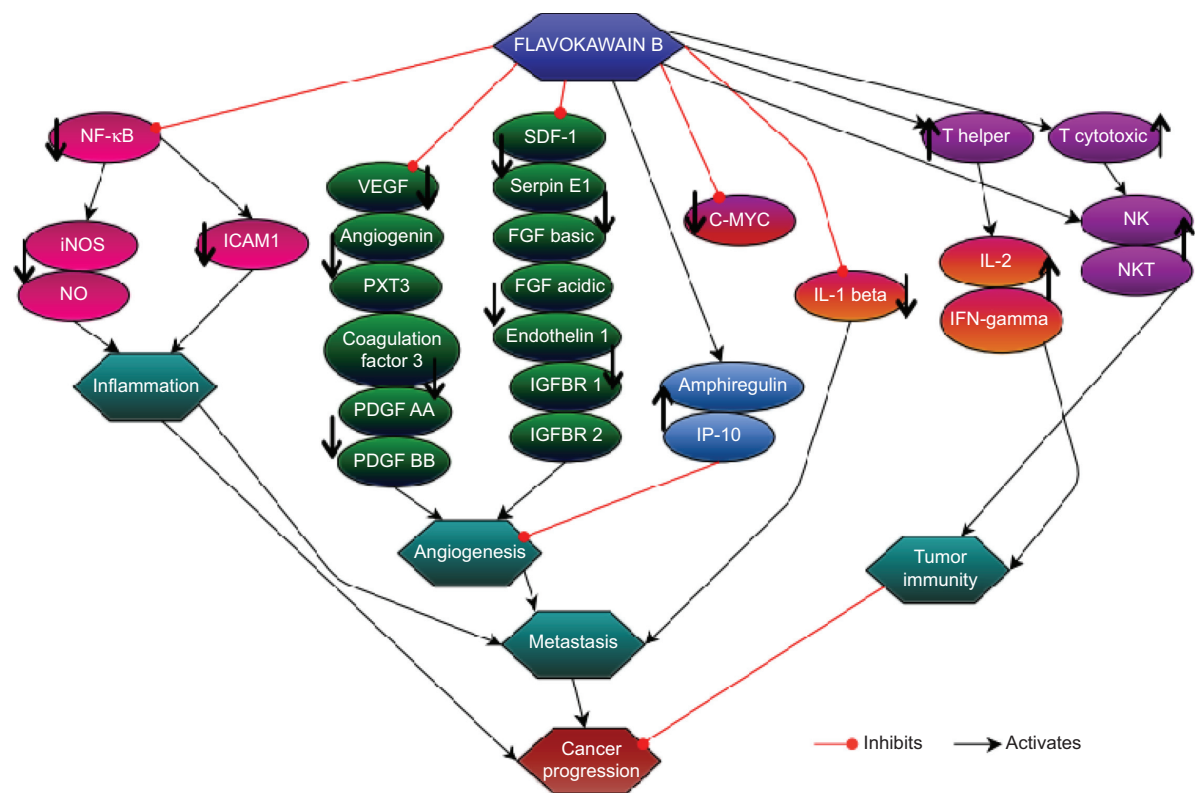 FLAVOKAWAIN B
NF-κB
iNOS
NO
ICAM1
Inflammation
VEGF
Angiogenin
PXT3
Coagulation
factor 3
PDGF AA
PDGF BB
SDF-1
Serpin E1
FGF basic
FGF acidic
Endothelin 1
IGFBR 1
IGFBR 2
Amphiregulin
IP-10
C-MYC
IL-1 beta
T helper
T cytotoxic
IL-2
IFN-gamma
NK
NKT
Angiogenesis
Tumor
immunity
Metastasis
Cancer
progression
Inhibits
Activates